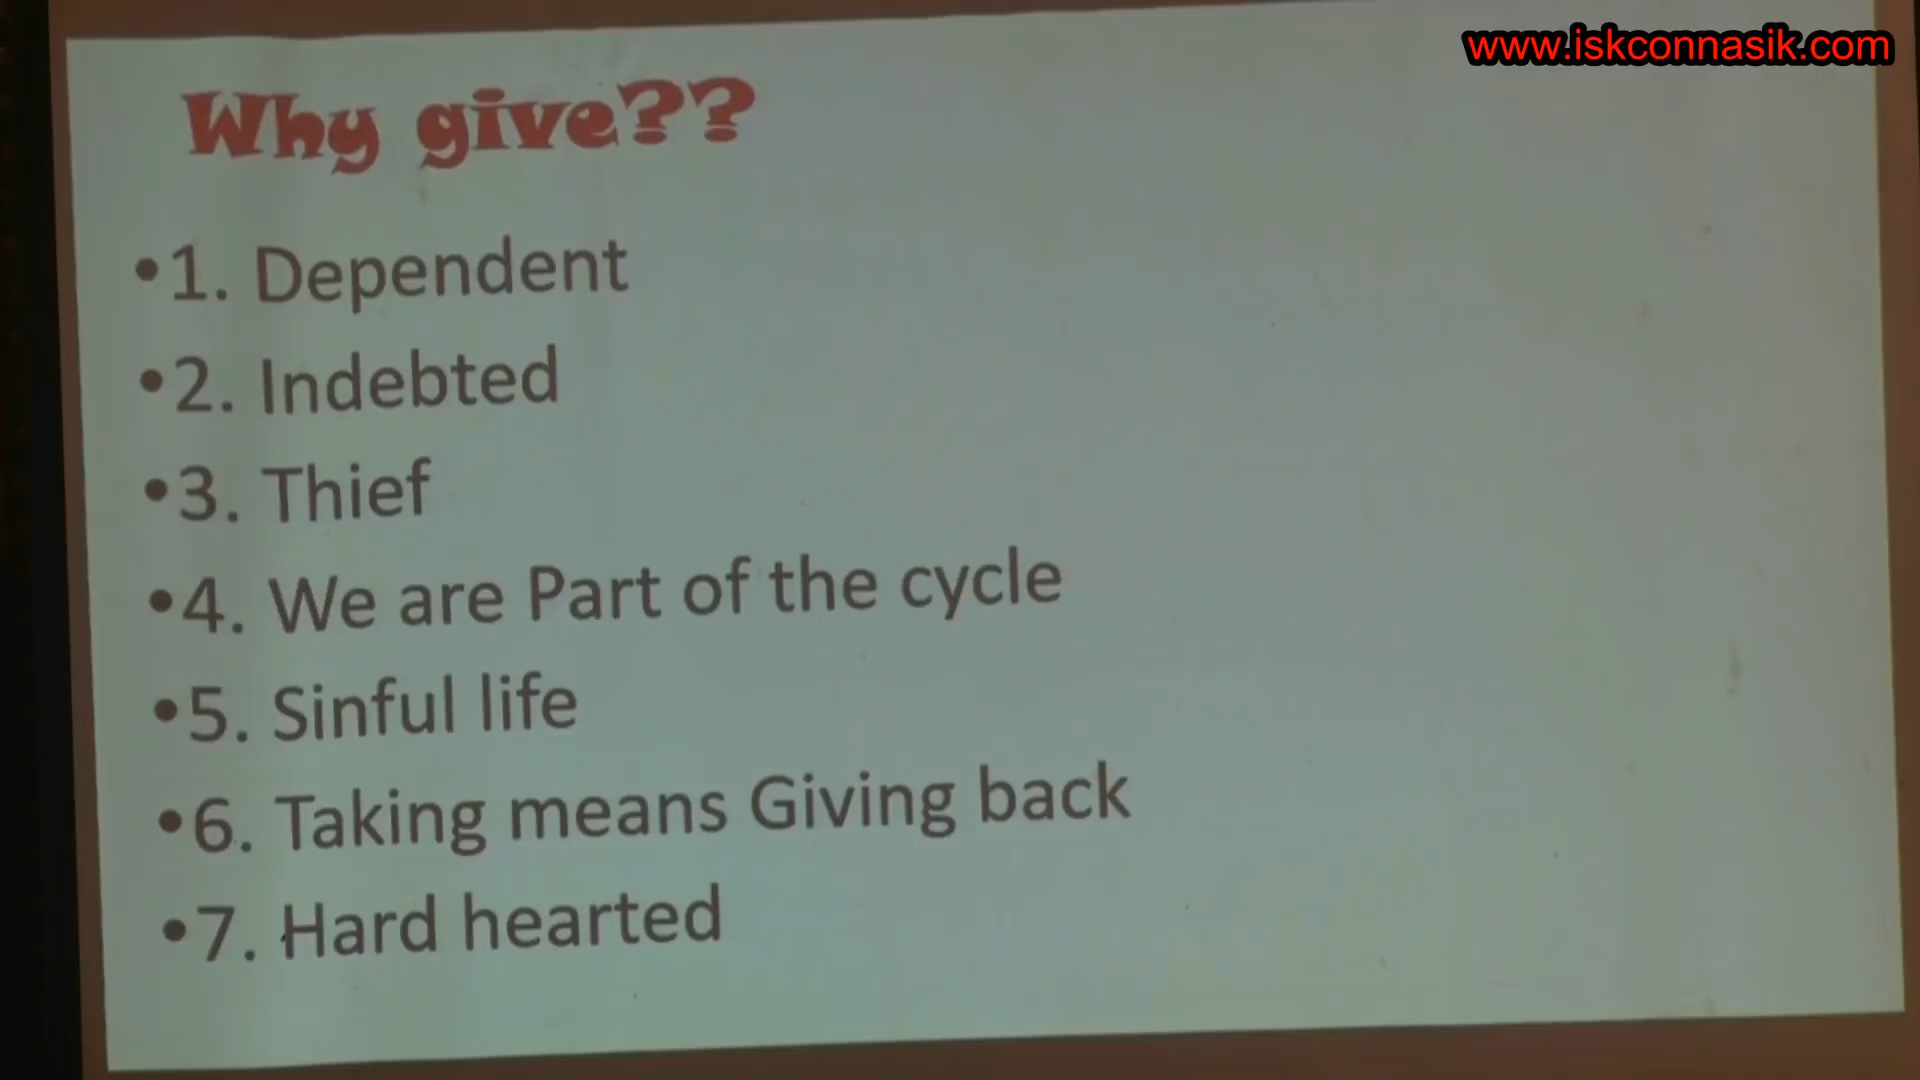 www.iskconnasik.com
Why give??
•1. Dependent
•2. Indebted
•3. Thief
•4. We are Part of the cycle
•5. Sinful life
•6. Taking means Giving back
•7. Hard hearted